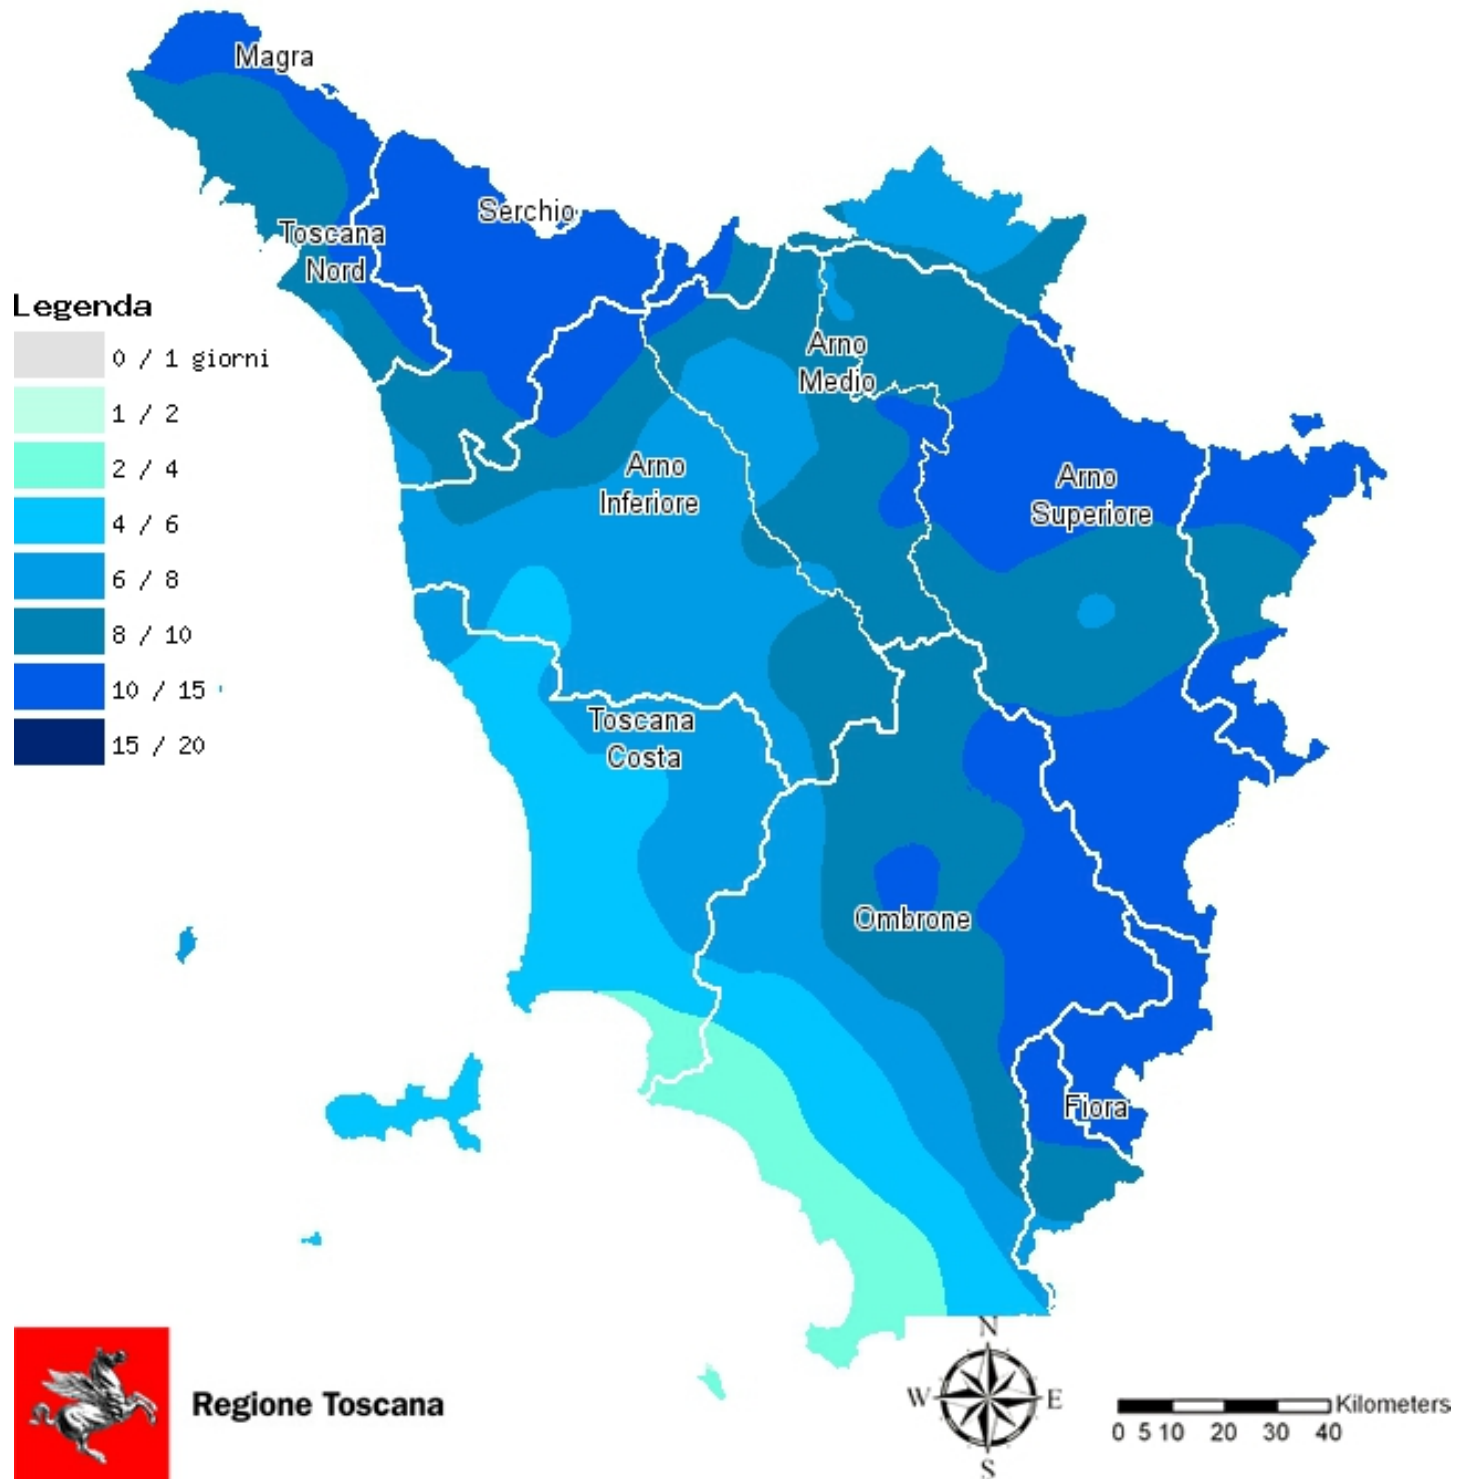 Magra
Serchio
Toscana
Nord
Legenda
0 / 1 giorni
1 / 2
2 / 4
4 / 6
6 / 8
8 / 10
10 / 15
15 / 20
Arno
Medio
Arno
Inferiore
Arno
Superiore
Toscana
Costa
Ombrone
Fiora
Regione Toscana
N
W E
S
Kilometers
0 5 10 20 30 40